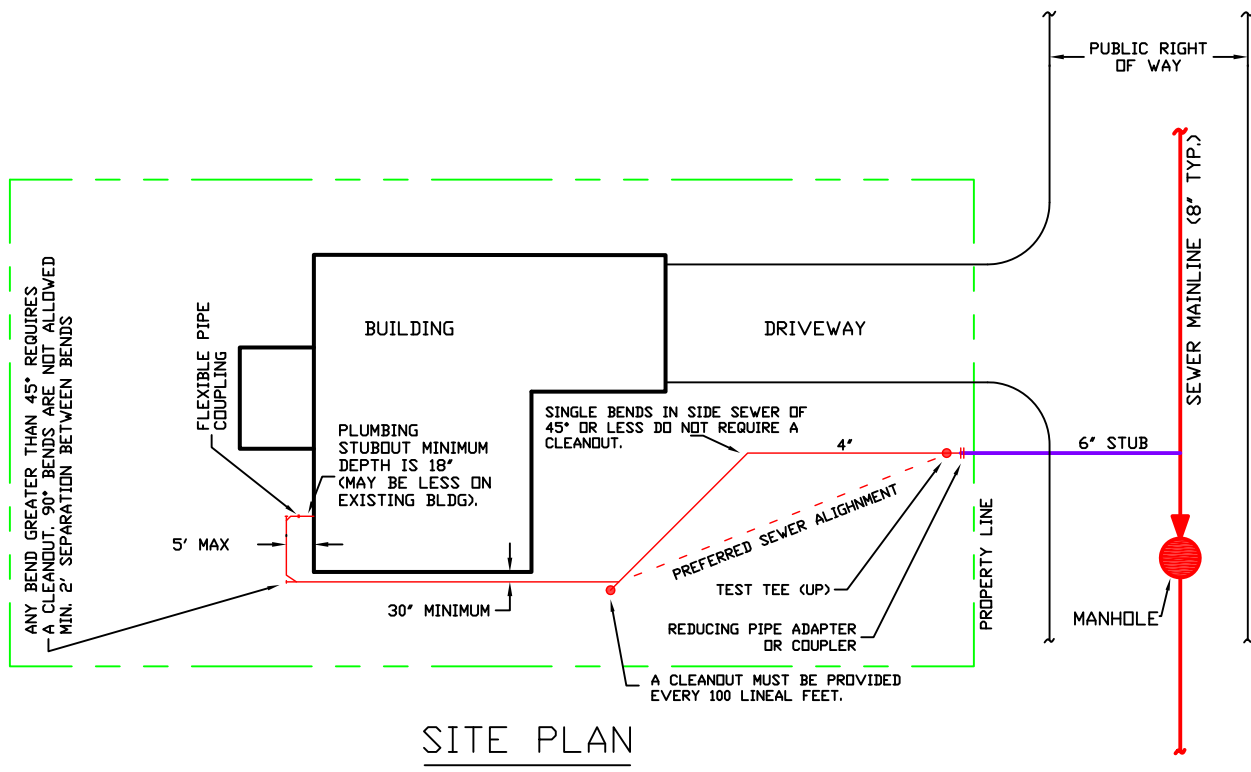 PUBLIC RIGHT
OF WAY
SEWER MAINLINE (8" TYP.)
ANY BEND GREATER THAN 45° REQUIRES
A CLEANOUT. 90° BENDS ARE NOT ALLOWED
MIN. 2' SEPARATION BETWEEN BENDS
FLEXIBLE PIPE
COUPLING
BUILDING
DRIVEWAY
PLUMBING
STUBOUT MINIMUM
DEPTH IS 18"
(MAY BE LESS ON
EXISTING BLDG).
SINGLE BENDS IN SIDE SEWER OF
45° OR LESS DO NOT REQUIRE A
CLEANOUT.
4"
6" STUB
5' MAX
PREFERRED SEWER ALIGHNMENT
30" MINIMUM
TEST TEE (UP)
PROPERTY LINE
REDUCING PIPE ADAPTER
OR COUPLER
MANHOLE
A CLEANOUT MUST BE PROVIDED
EVERY 100 LINEAL FEET.
SITE PLAN